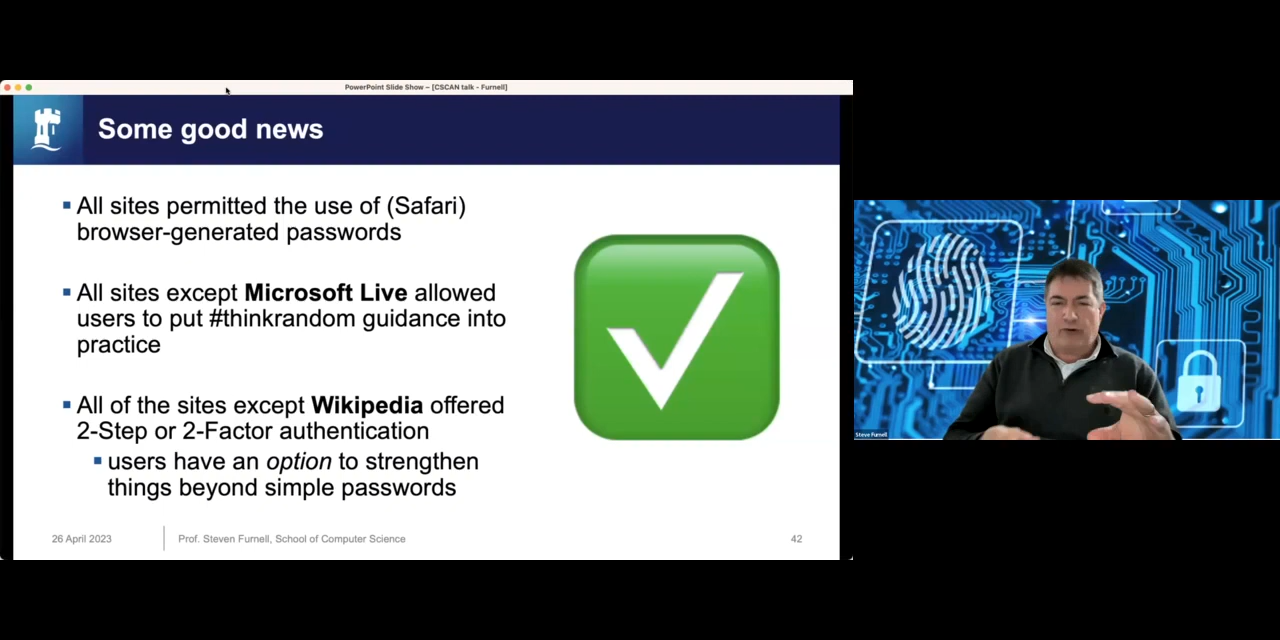 PowerPoint Slide Show – [CSCAN talk - Furnell]
Some good news
All sites permitted the use of (Safari)
browser-generated passwords
All sites except Microsoft Live allowed
users to put #thinkrandom guidance into
practice
All of the sites except Wikipedia offered
2-Step or 2-Factor authentication
users have an option to strengthen
things beyond simple passwords
26 April 2023
Prof. Steven Furnell, School of Computer Science
42
Steve Furnell